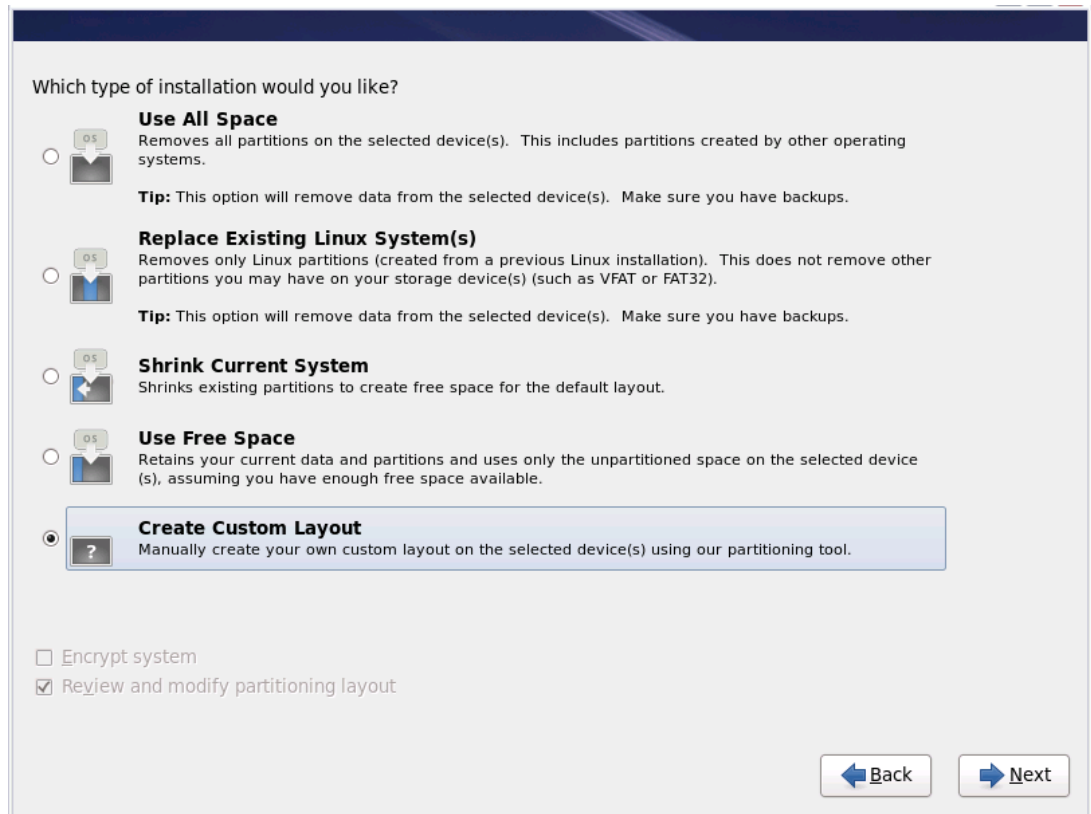 Which type of installation would you like?
Use All Space
OS
Removes all partitions on the selected device(s).  This includes partitions created by other operating
systems.
Tip: This option will remove data from the selected device(s).  Make sure you have backups.
Replace Existing Linux System(s)
OS
Removes only Linux partitions (created from a previous Linux installation).  This does not remove other
partitions you may have on your storage device(s) (such as VFAT or FAT32).
Tip: This option will remove data from the selected device(s).  Make sure you have backups.
OS
Shrink Current System
Shrinks existing partitions to create free space for the default layout.
OS
Use Free Space
Retains your current data and partitions and uses only the unpartitioned space on the selected device
(s), assuming you have enough free space available.
Create Custom Layout
?
Manually create your own custom layout on the selected device(s) using our partitioning tool.
Encrypt system
Review and modify partitioning layout
Back
Next